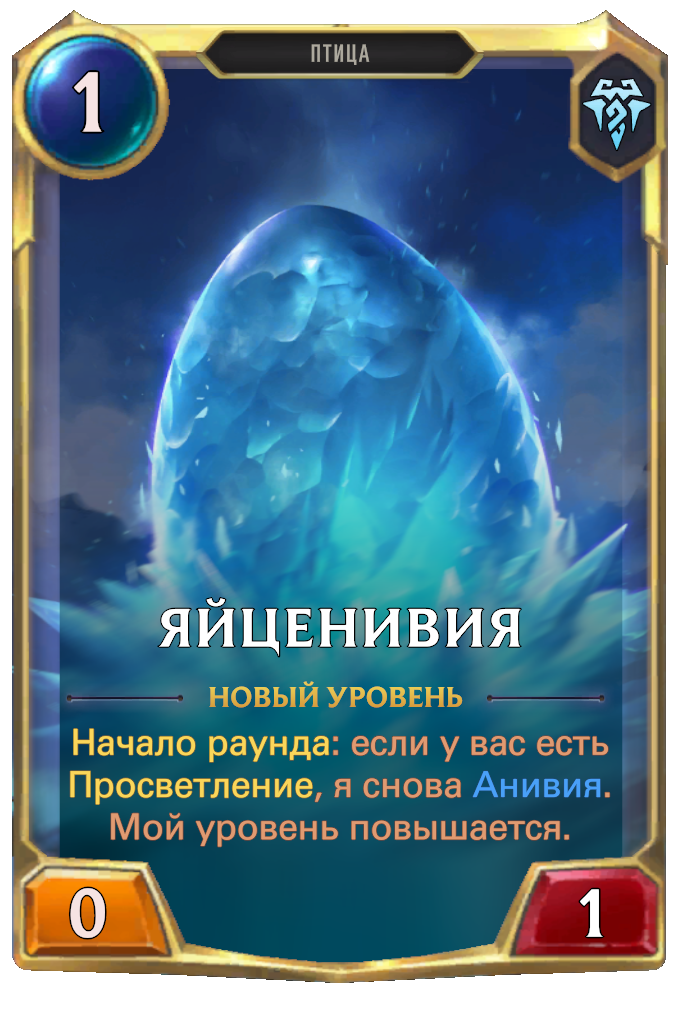 ПТИЦА
1
ЯЙЦЕНИВИЯ
НОВЫЙ УРОВЕНЬ
Начало раунда: если у вас есть
Просветление, я снова Анивия.
Мой уровень повышается.
0
1